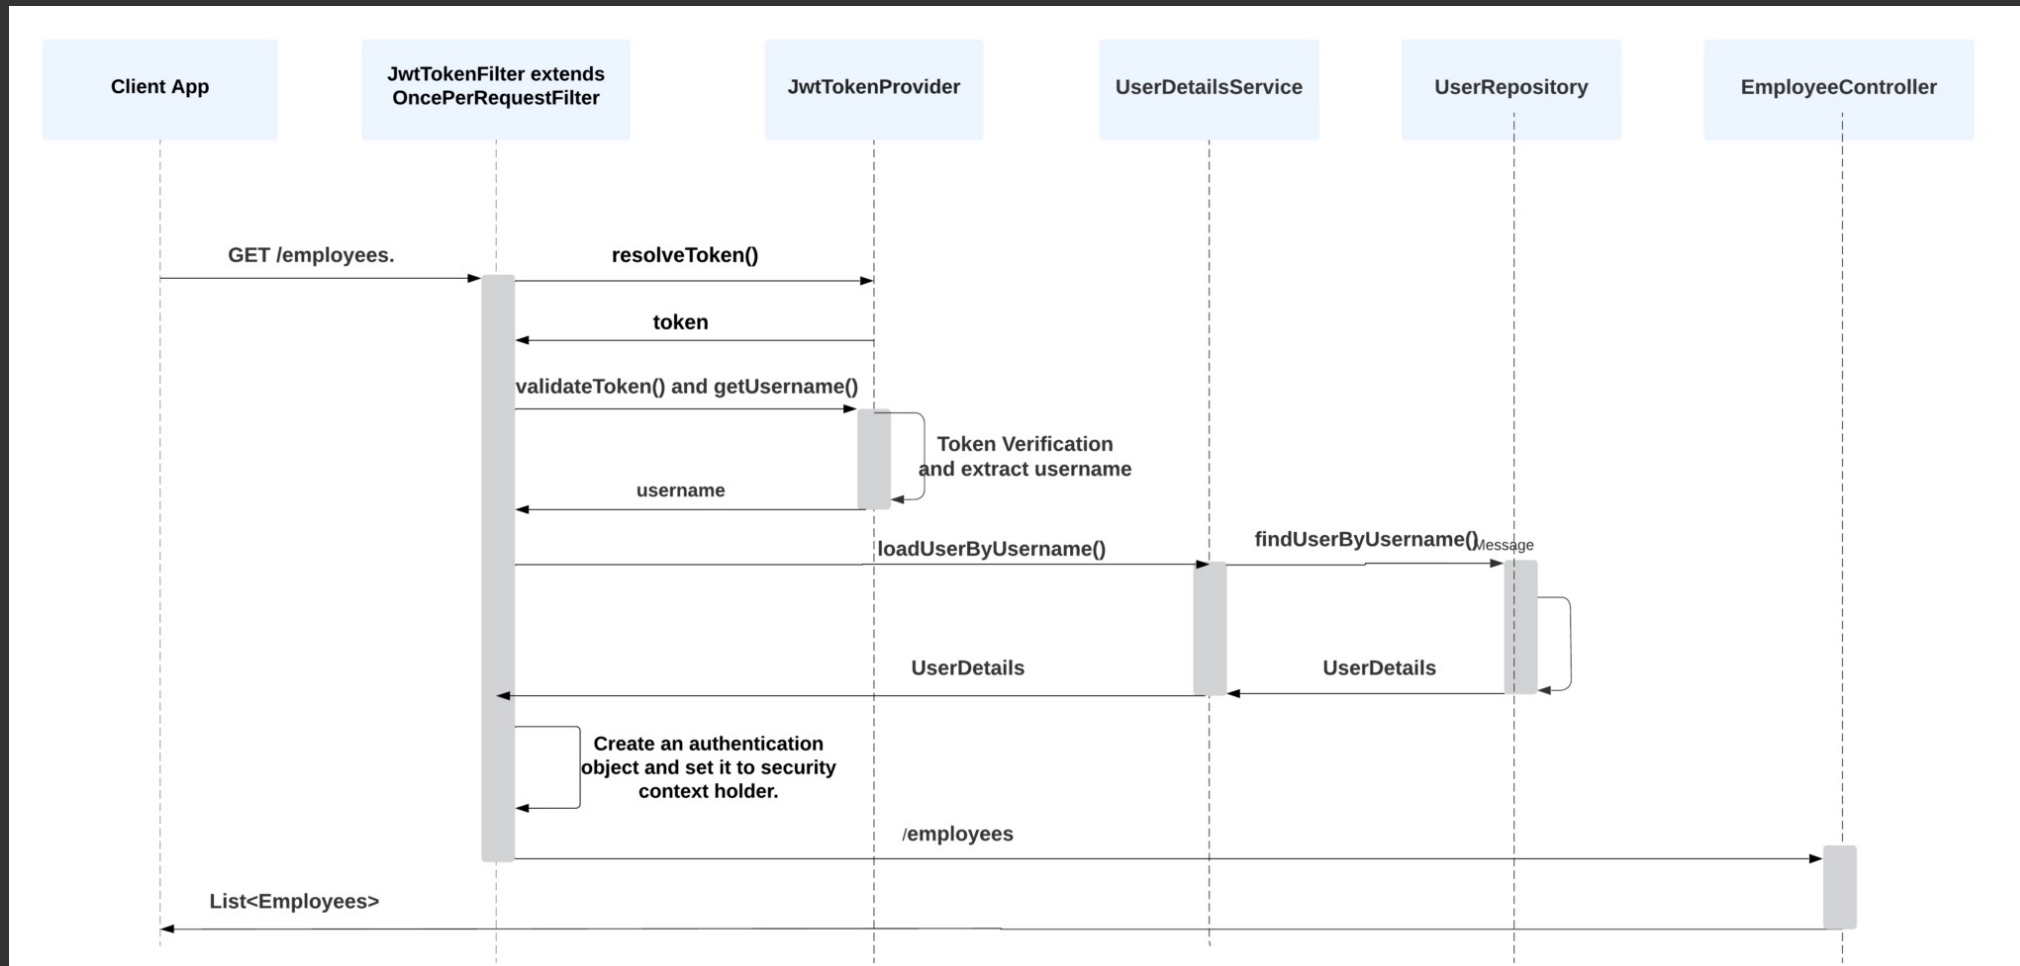 Client App
JwtTokenFilter extends
OncePerRequestFilter
JwtTokenProvider
UserDetailsService
UserRepository
EmployeeController
GET /employees.
resolveToken()
token
validateToken() and getUsername()
Token Verification
and extract username
username
loadUserByUsername()
findUserByUsername()
Message
UserDetails
UserDetails
Create an authentication
object and set it to security
context holder.
/employees
List<Employees>